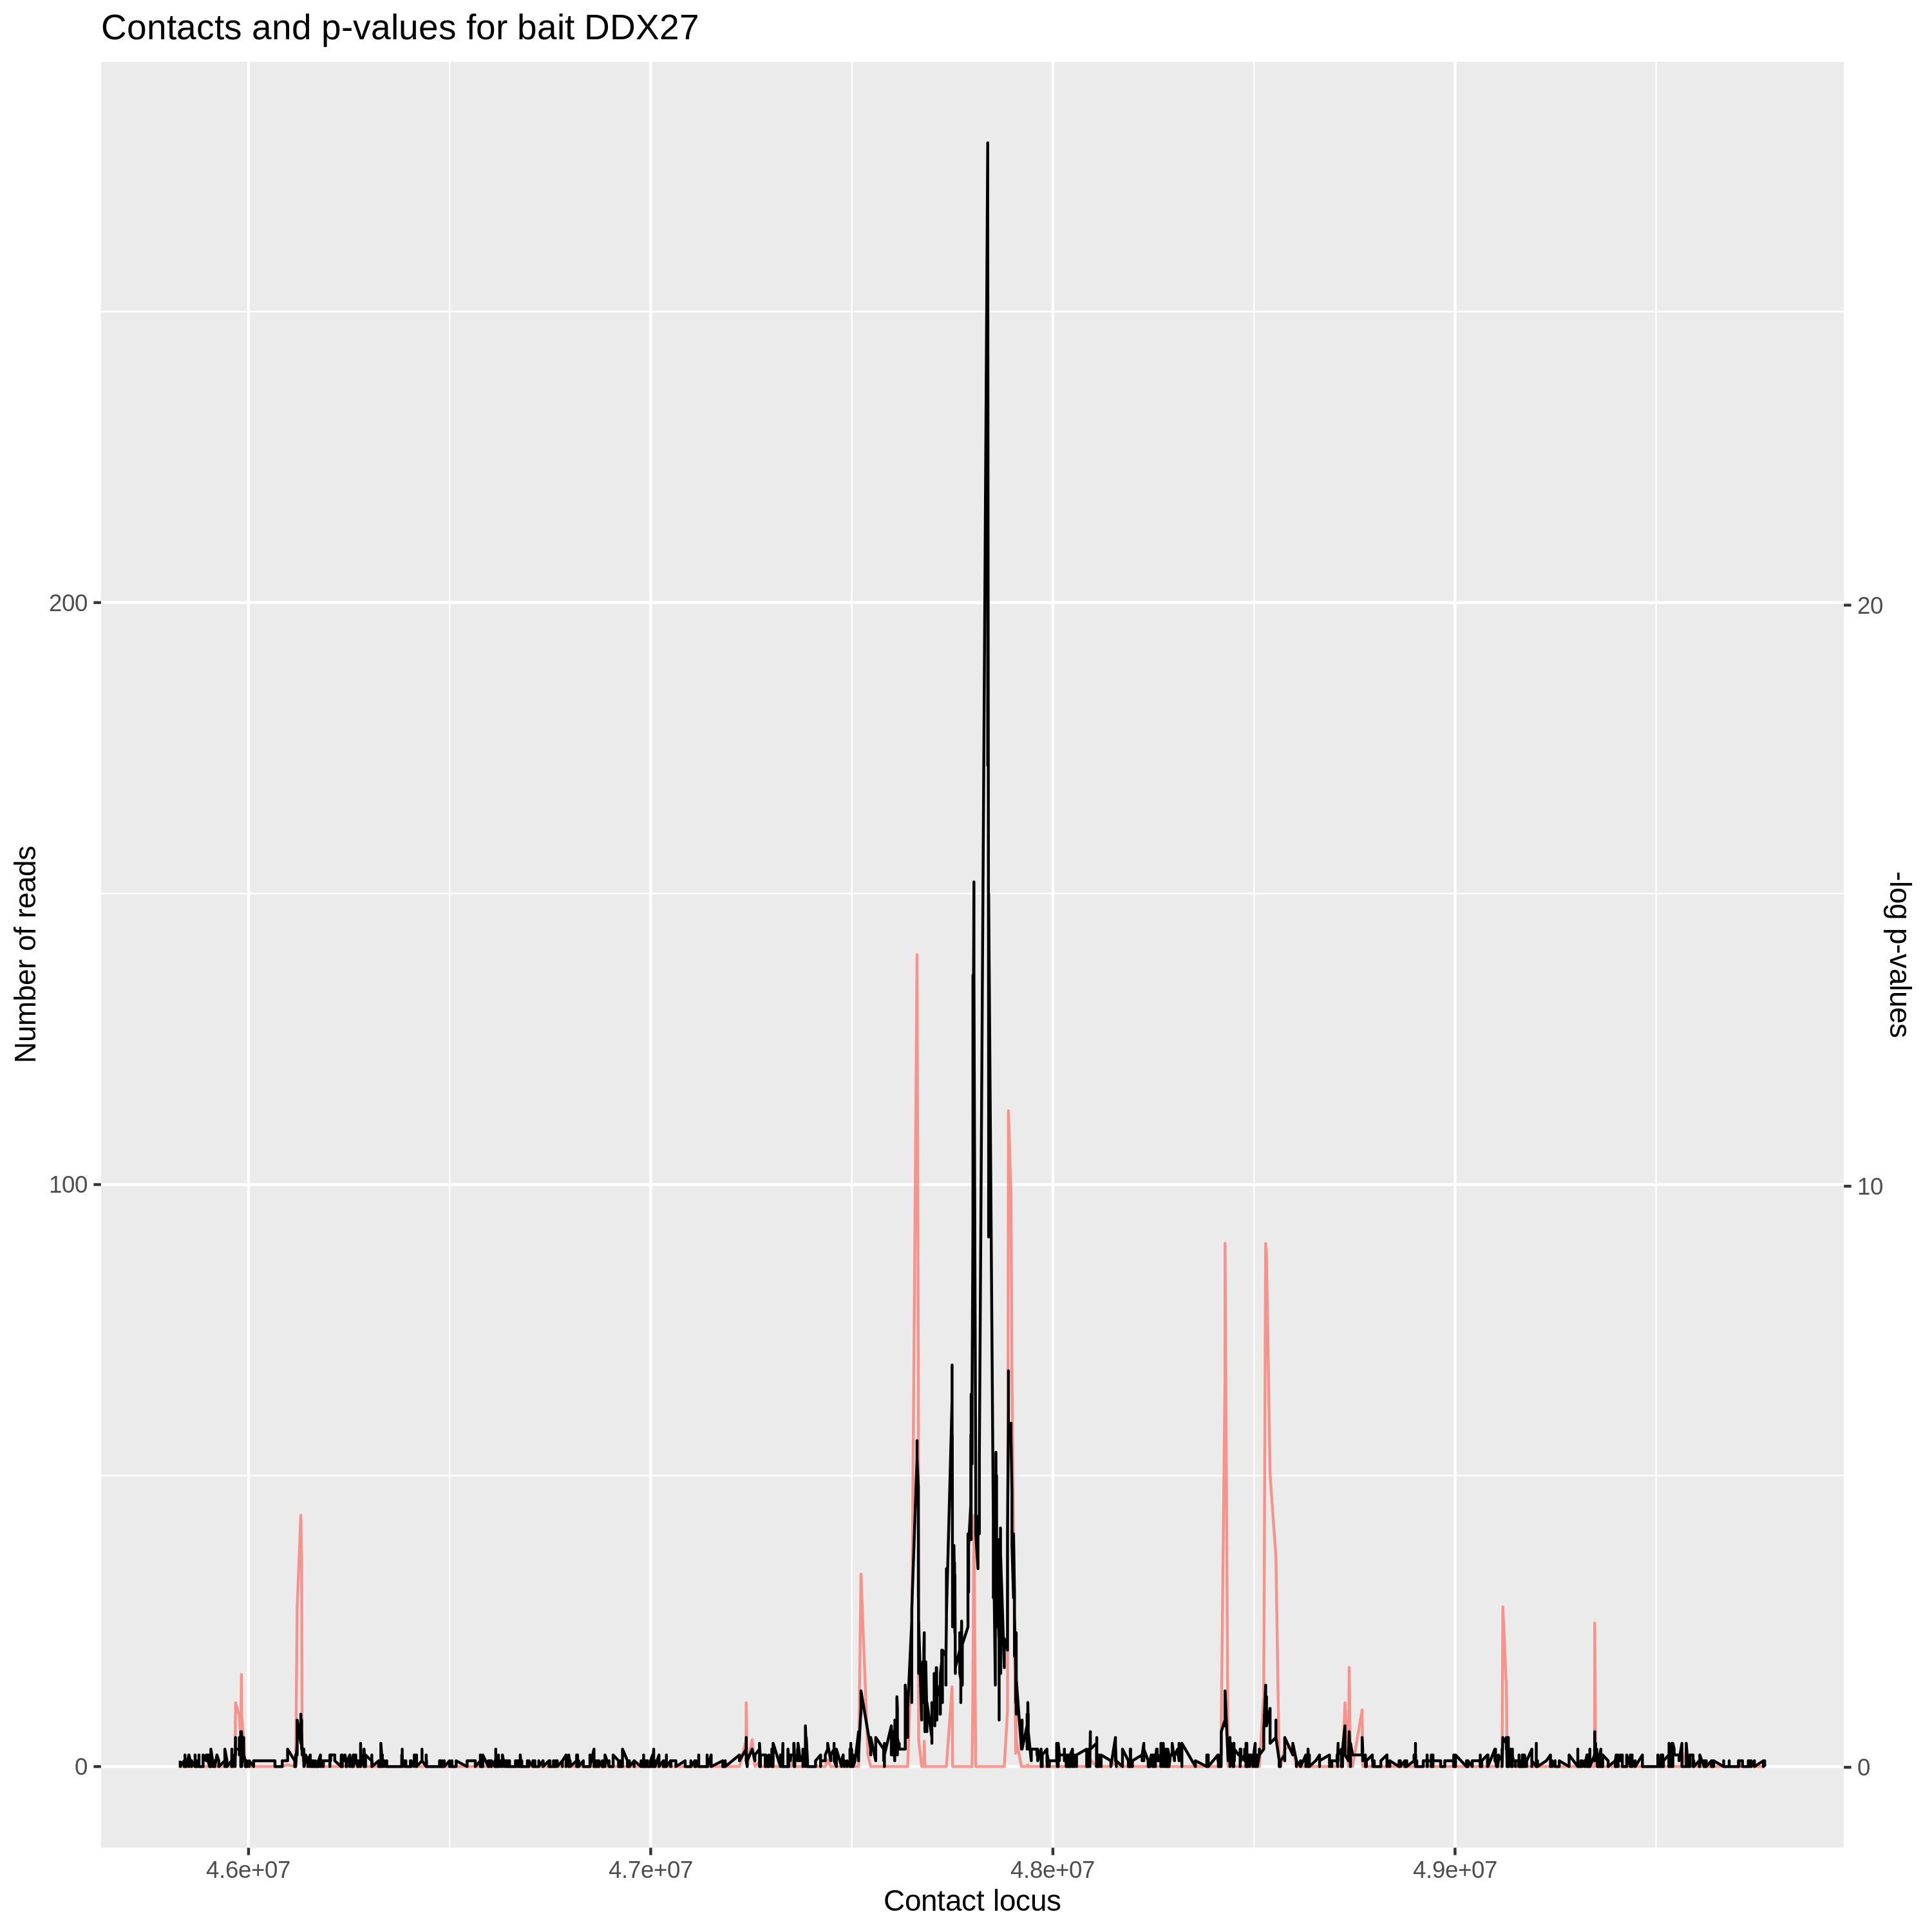 Contacts and p-values for bait DDX27
200
100
0
Number of reads
20
10
0
-log p-values
4.6e+07
4.7e+07
4.8e+07
4.9e+07
Contact locus